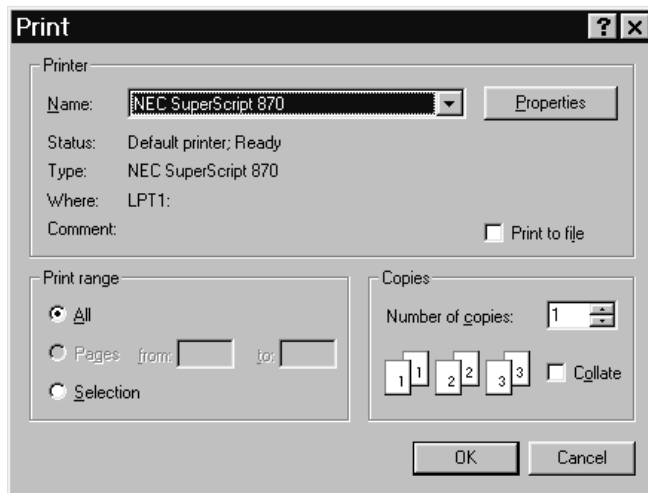 Print
Printer
Name: NEC SuperScript 870 Properties
Status: Default printer; Ready
Type: NEC SuperScript 870
Where: LPT1:
Comment:
Print to file
Print range
All
Pages from: to:
Selection
Copies
Number of copies: 1
1 1 2 2 3 3 Collate
OK Cancel